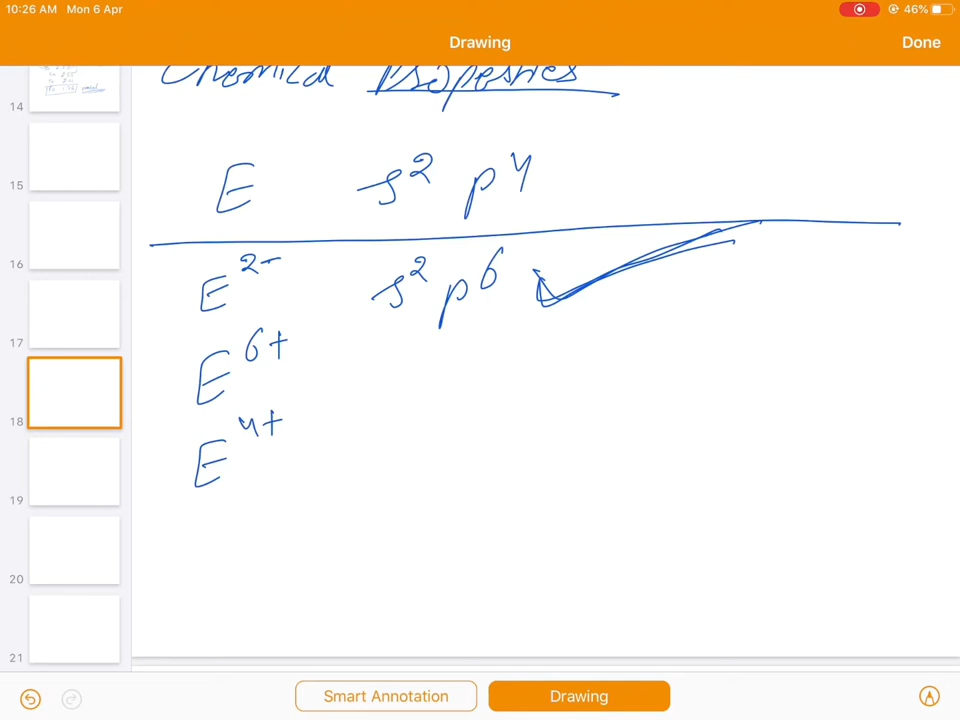 10:26 AM Mon 6 Apr 46%
Drawing Done
Chemical Properties
14
E s² p⁴
15
E²⁻ s² p⁶
16
E⁶⁺
17
E⁴⁺
18
19
20
21
Smart Annotation Drawing